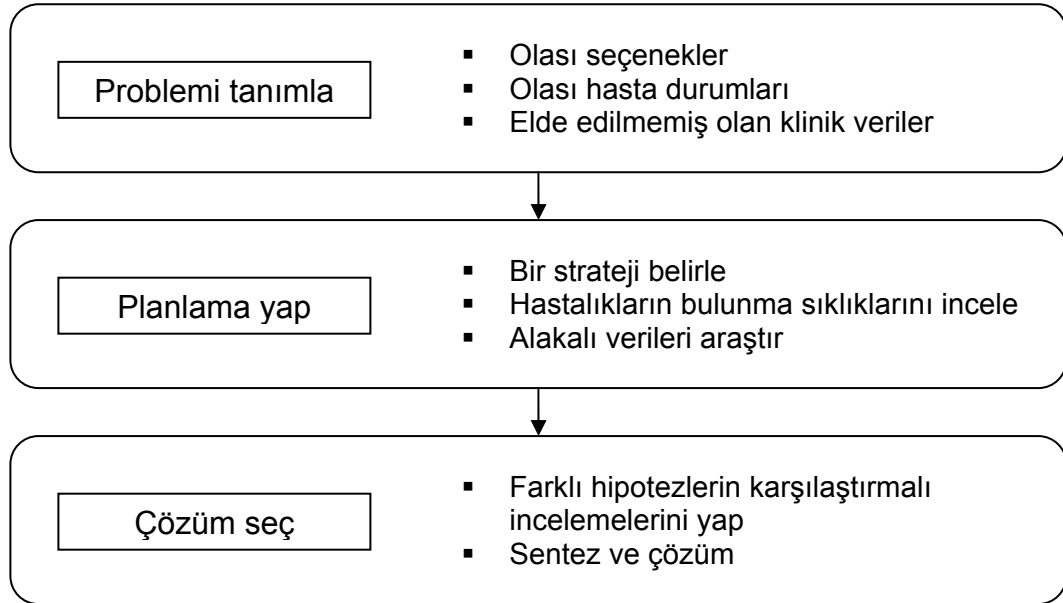 Problemi tanımla
▪ Olası seçenekler
▪ Olası hasta durumları
▪ Elde edilmemiş olan klinik veriler
Planlama yap
▪ Bir strateji belirle
▪ Hastalıkların bulunma sıklıklarını incele
▪ Alakalı verileri araştır
Çözüm seç
▪ Farklı hipotezlerin karşılaştırmalı
incelemelerini yap
▪ Sentez ve çözüm